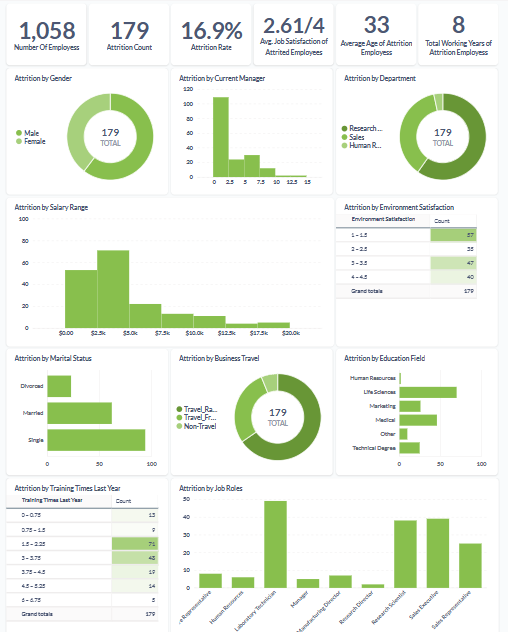 1,058
Number Of Employees
179
Attrition Count
16.9%
Attrition Rate
2.61/4
Avg. Job Satisfaction of
Attrited Employees
33
Average Age of Attrition
Employees
8
Total Working Years of
Attrition Employees
Attrition by Gender
Male
Female
179
TOTAL
Attrition by Current Manager
120
100
80
60
40
20
0
0 2.5 5 7.5 10 12.5 15
Attrition by Department
Research ...
Sales
Human R...
179
TOTAL
Attrition by Salary Range
100
80
60
40
20
0
$0.00 $2.5k $5.0k $7.5k $10.0k $12.5k $15.0k $17.5k $20.0k
Attrition by Environment Satisfaction
Environment Satisfaction Count
1 – 1.5 57
2 – 2.5 35
3 – 3.5 47
4 – 4.5 40
Grand totals 179
Attrition by Marital Status
Divorced
Married
Single
0 50 100
Attrition by Business Travel
Travel_Ra...
Travel_Fr...
Non-Travel
179
TOTAL
Attrition by Education Field
Human Resources
Life Sciences
Marketing
Medical
Other
Technical Degree
0 50 100
Attrition by Training Times Last Year
Training Times Last Year Count
0 – 0.75 13
0.75 – 1.5 9
1.5 – 2.25 71
3 – 3.75 48
3.75 – 4.5 19
4.5 – 5.25 14
6 – 6.75 5
Grand totals 179
Attrition by Job Roles
50
40
30
20
10
0
e Representative
Human Resources
Laboratory Technician
Manager
Manufacturing Director
Research Director
Research Scientist
Sales Executive
Sales Representative